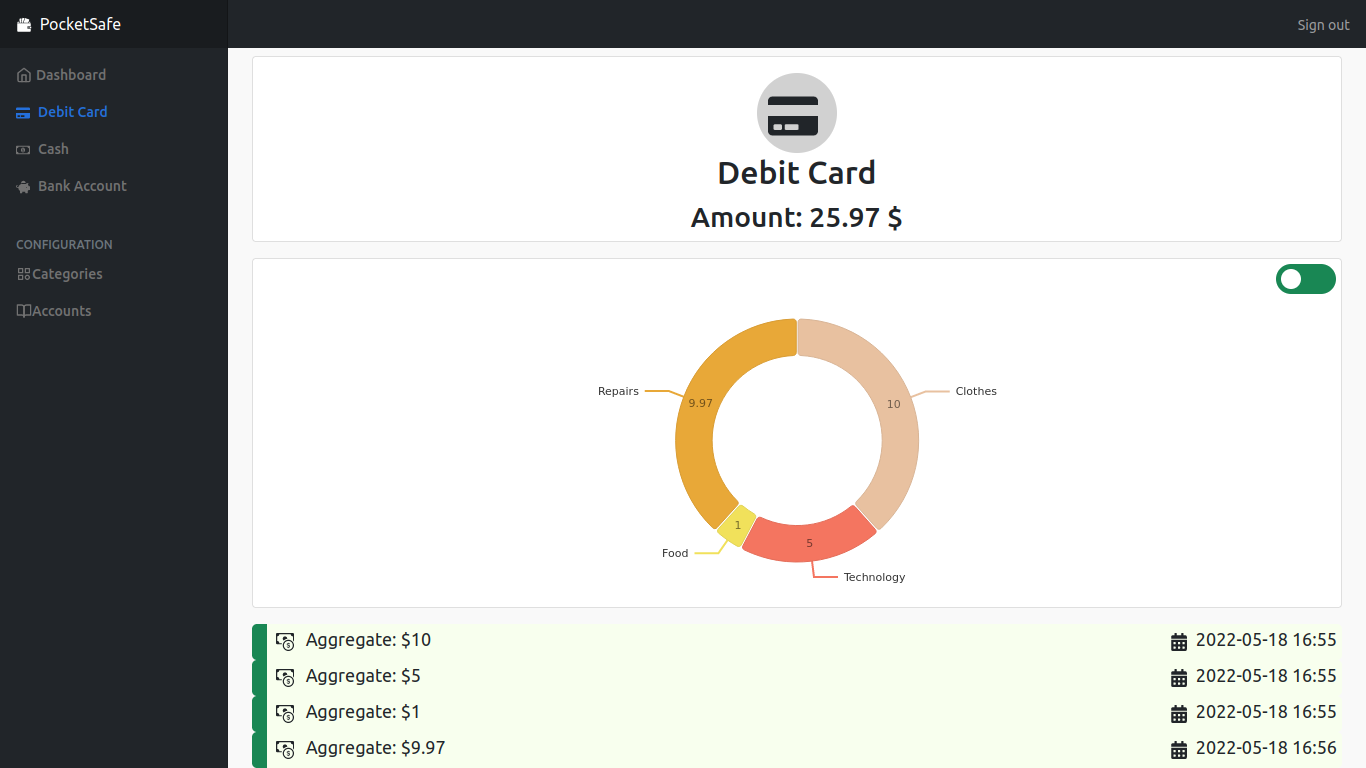 PocketSafe
Sign out
Dashboard
Debit Card
Cash
Bank Account
CONFIGURATION
Categories
Accounts
Debit Card
Amount: 25.97 $
Repairs
9.97
10
Clothes
1
5
Food
Technology
Aggregate: $10 2022-05-18 16:55
Aggregate: $5 2022-05-18 16:55
Aggregate: $1 2022-05-18 16:55
Aggregate: $9.97 2022-05-18 16:56